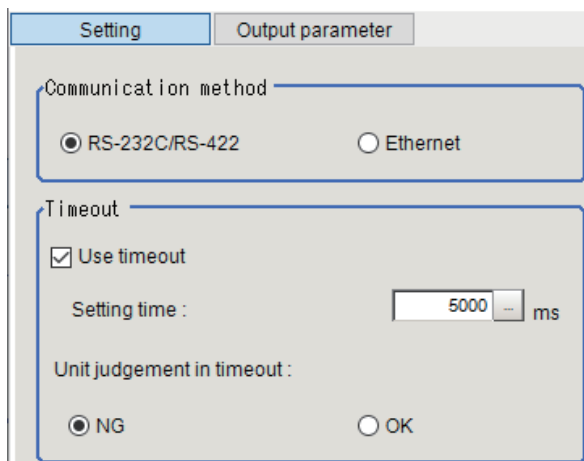 Setting Output parameter
Communication method
RS-232C/RS-422 Ethernet
Timeout
Use timeout
Setting time : 5000 ... ms
Unit judgement in timeout :
NG OK